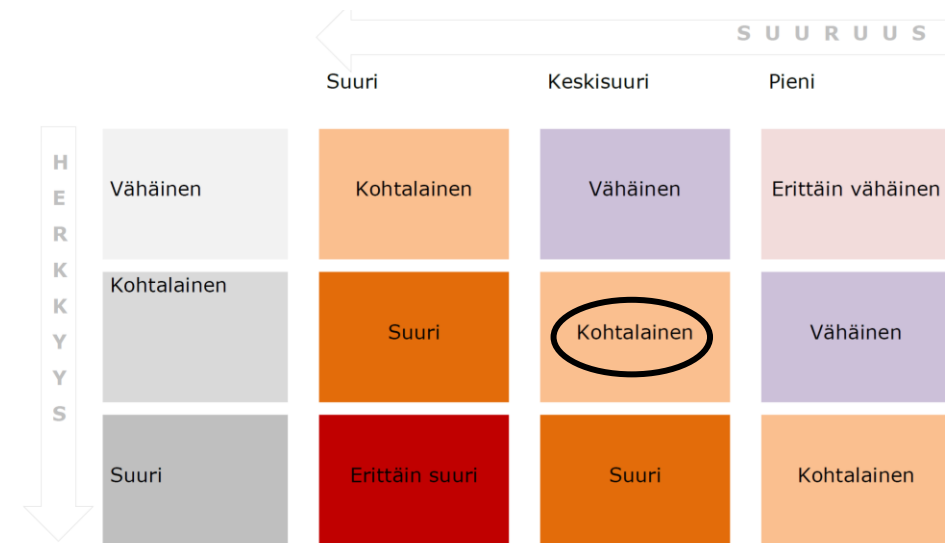 S U U R U U S
Suuri Keskisuuri Pieni
H
E
R
K
K
Y
Y
S
Vähäinen Kohtalainen Vähäinen Erittäin vähäinen
Kohtalainen
Suuri Kohtalainen Vähäinen
Suuri Erittäin suuri Suuri Kohtalainen